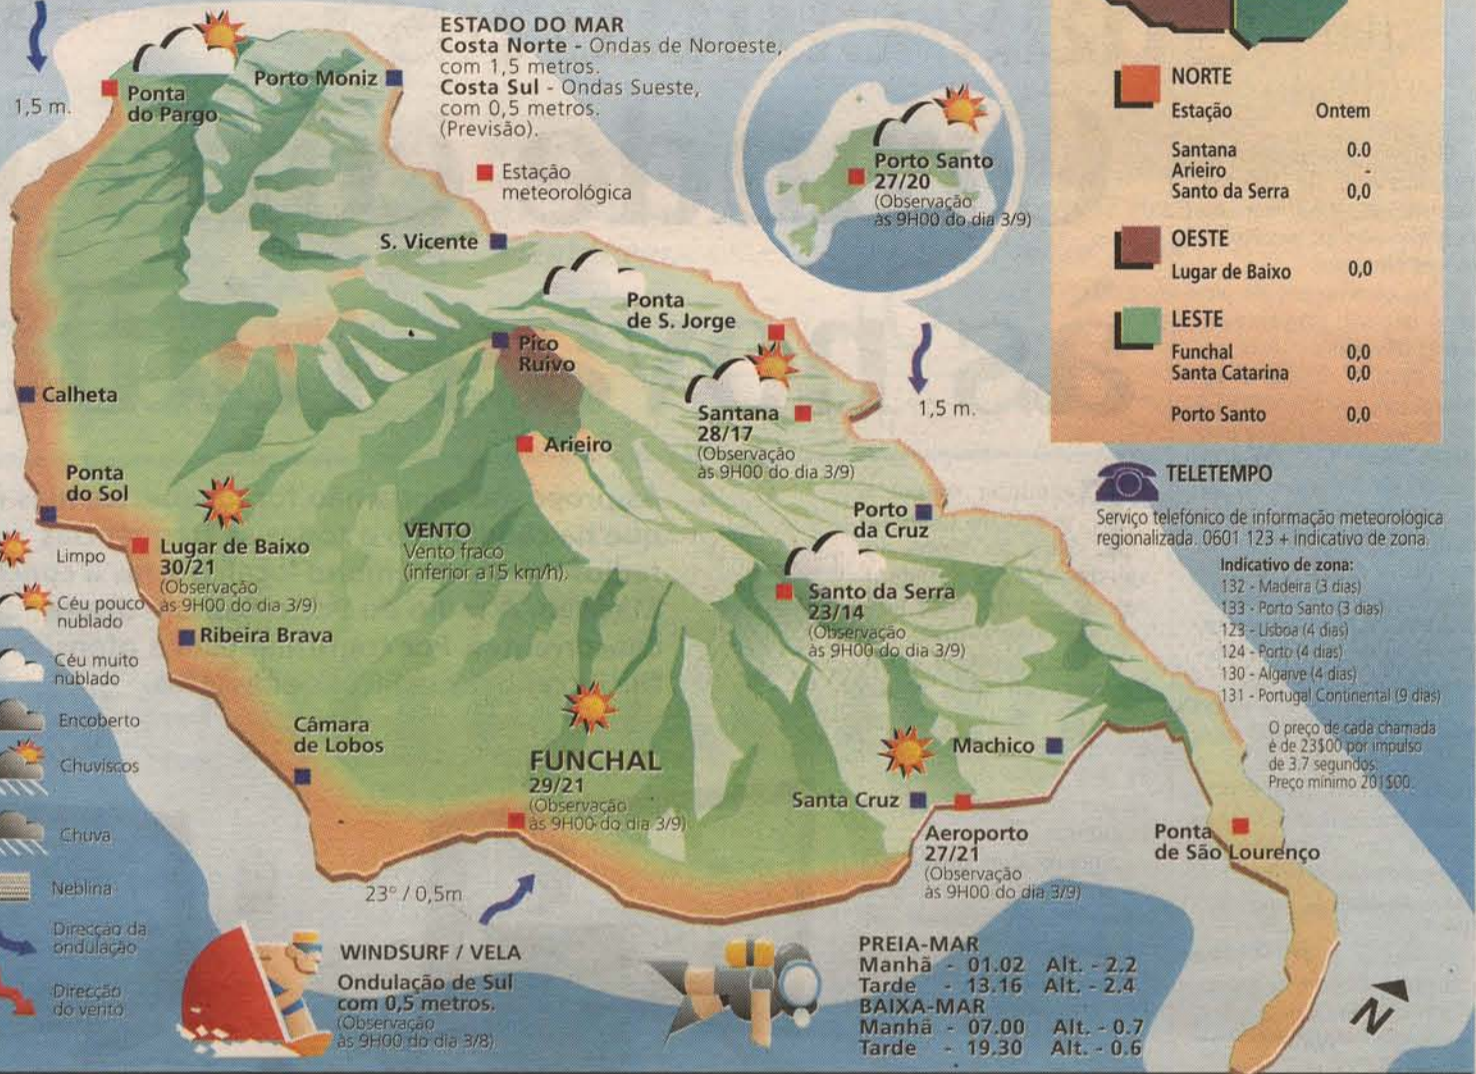 ESTADO DO MAR
Costa Norte - Ondas de Noroeste,
com 1,5 metros.
Costa Sul - Ondas Sueste,
com 0,5 metros.
(Previsão).
Estação
meteorológica
1,5 m.
Ponta
do Pargo
Porto Moniz
S. Vicente
Porto Santo
27/20
(Observação
às 9H00 do dia 3/9)
Ponta
de S. Jorge
Pico
Ruivo
Calheta
Santana
28/17
(Observação
às 9H00 do dia 3/9)
1,5 m.
Arieiro
Ponta
do Sol
VENTO
Vento fraco
(inferior a15 km/h).
Porto
da Cruz
Lugar de Baixo
30/21
(Observação
às 9H00 do dia 3/9)
Santo da Serra
23/14
(Observação
às 9H00 do dia 3/9)
Ribeira Brava
Câmara
de Lobos
FUNCHAL
29/21
(Observação
às 9H00 do dia 3/9)
Machico
Santa Cruz
Aeroporto
27/21
(Observação
às 9H00 do dia 3/9)
Ponta
de São Lourenço
23° / 0,5m
Limpo
Céu pouco
nublado
Céu muito
nublado
Encoberto
Chuviscos
Chuva
Neblina
Direcção da
ondulação
Direcção
do vento
WINDSURF / VELA
Ondulação de Sul
com 0,5 metros.
(Observação
às 9H00 do dia 3/8)
PREIA-MAR
Manhã - 01.02 Alt. - 2.2
Tarde - 13.16 Alt. - 2.4
BAIXA-MAR
Manhã - 07.00 Alt. - 0.7
Tarde - 19.30 Alt. - 0.6
N
NORTE
Estação Ontem
Santana 0.0
Arieiro -
Santo da Serra 0,0
OESTE
Lugar de Baixo 0,0
LESTE
Funchal 0,0
Santa Catarina 0,0
Porto Santo 0,0
TELETEMPO
Serviço telefónico de informação meteorológica
regionalizada. 0601 123 + indicativo de zona.
Indicativo de zona:
132 - Madeira (3 dias)
133 - Porto Santo (3 dias)
123 - Lisboa (4 dias)
124 - Porto (4 dias)
130 - Algarve (4 dias)
131 - Portugal Continental (9 dias)
O preço de cada chamada
é de 23$00 por impulso
de 3.7 segundos.
Preço mínimo 201$00.